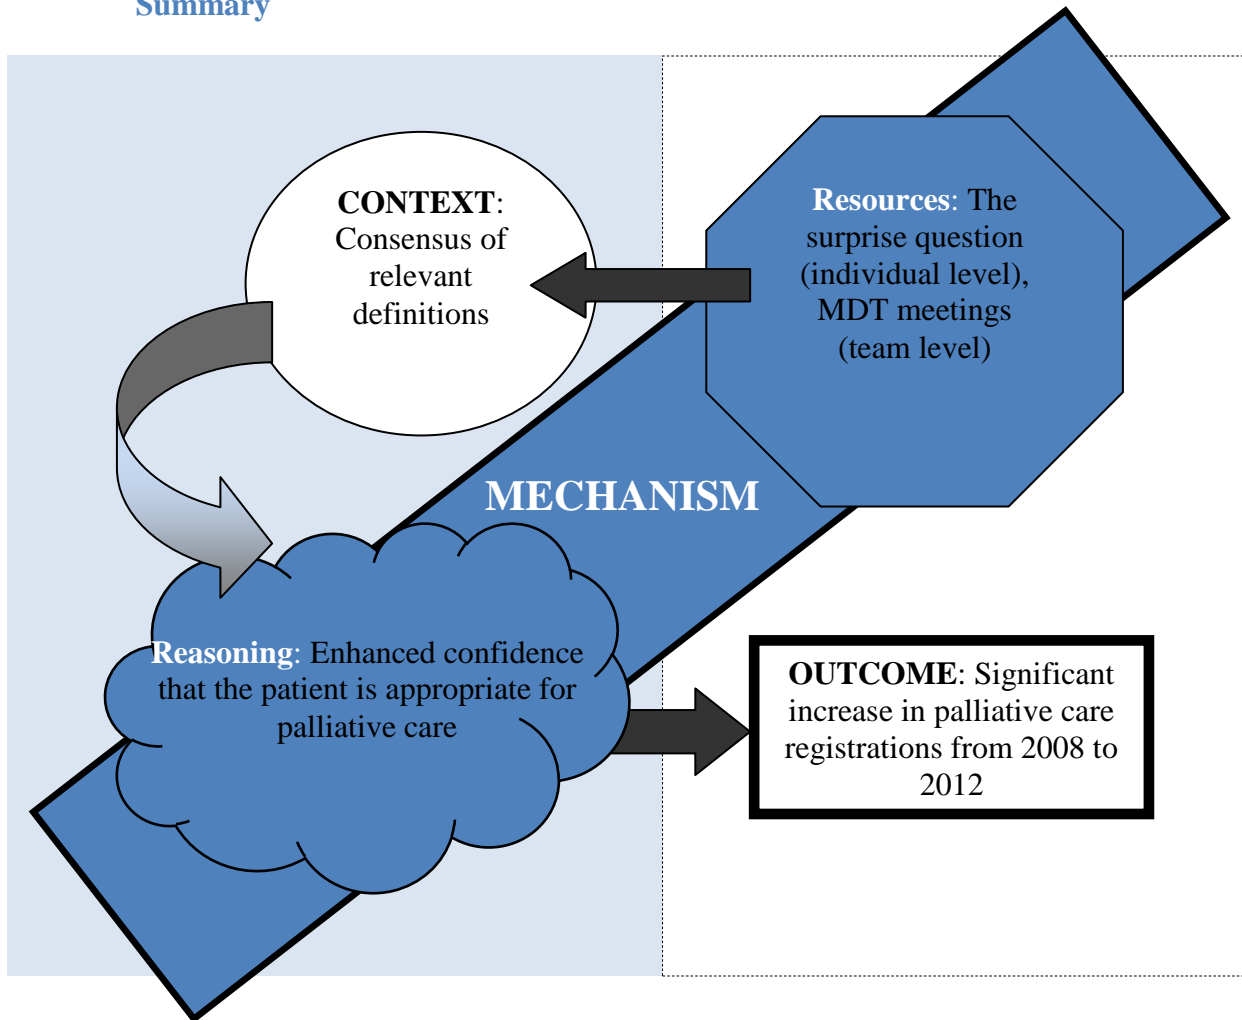 Summary
CONTEXT:
Consensus of
relevant
definitions
Resources: The
surprise question
(individual level),
MDT meetings
(team level)
MECHANISM
Reasoning: Enhanced confidence
that the patient is appropriate for
palliative care
OUTCOME: Significant
increase in palliative care
registrations from 2008 to
2012